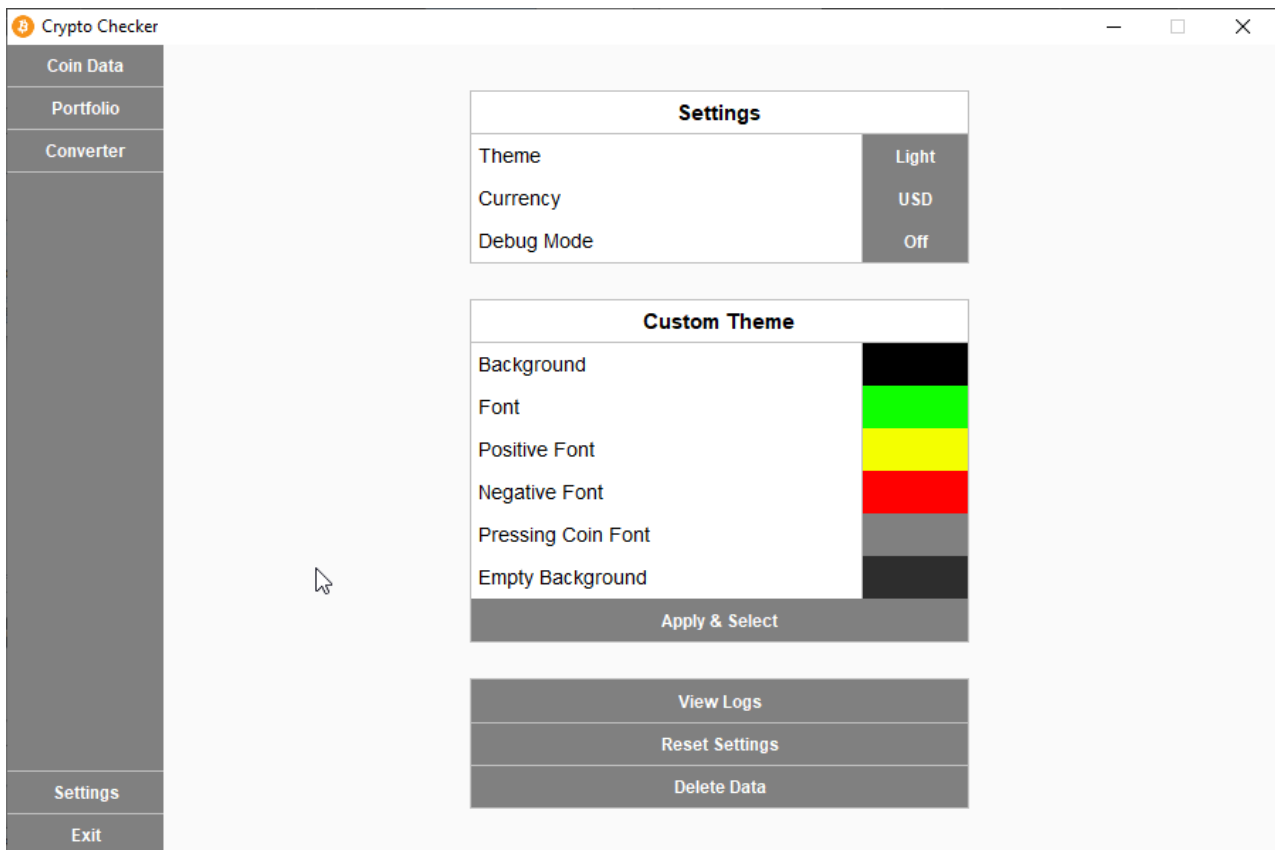 Crypto Checker
Coin Data
Portfolio
Converter
Settings
Exit
Settings
Theme Light
Currency USD
Debug Mode Off
Custom Theme
Background
Font
Positive Font
Negative Font
Pressing Coin Font
Empty Background
Apply & Select
View Logs
Reset Settings
Delete Data